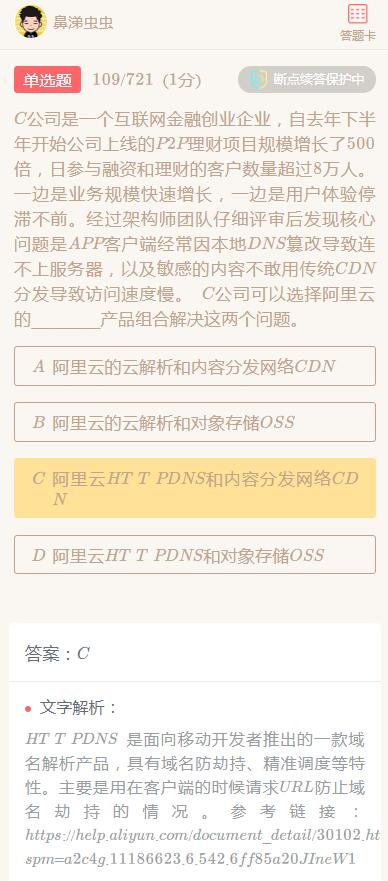 鼻涕虫虫
答题卡
单选题 109/721 (1分) 断点续答保护中
C公司是一个互联网金融创业企业，自去年下半
年开始公司上线的P2P理财项目规模增长了500
倍，日参与融资和理财的客户数量超过8万人。
一边是业务规模快速增长，一边是用户体验停
滞不前。经过架构师团队仔细评审后发现核心
问题是APP客户端经常因本地DNS篡改导致连
不上服务器，以及敏感的内容不敢用传统CDN
分发导致访问速度慢。 C公司可以选择阿里云
的________产品组合解决这两个问题。
A 阿里云的云解析和内容分发网络CDN
B 阿里云的云解析和对象存储OSS
C 阿里云HT T PDNS和内容分发网络CD
N
D 阿里云HT T PDNS和对象存储OSS
答案：C
文字解析：
HT T PDNS 是面向移动开发者推出的一款域
名解析产品，具有域名防劫持、精准调度等特
性。主要是用在客户端的时候请求URL防止域
名劫持的情况。参考链接：
https://help.aliyun.com/document_detail/30102.ht
spm=a2c4g.11186623.6.542.6ff85a20JIneW1